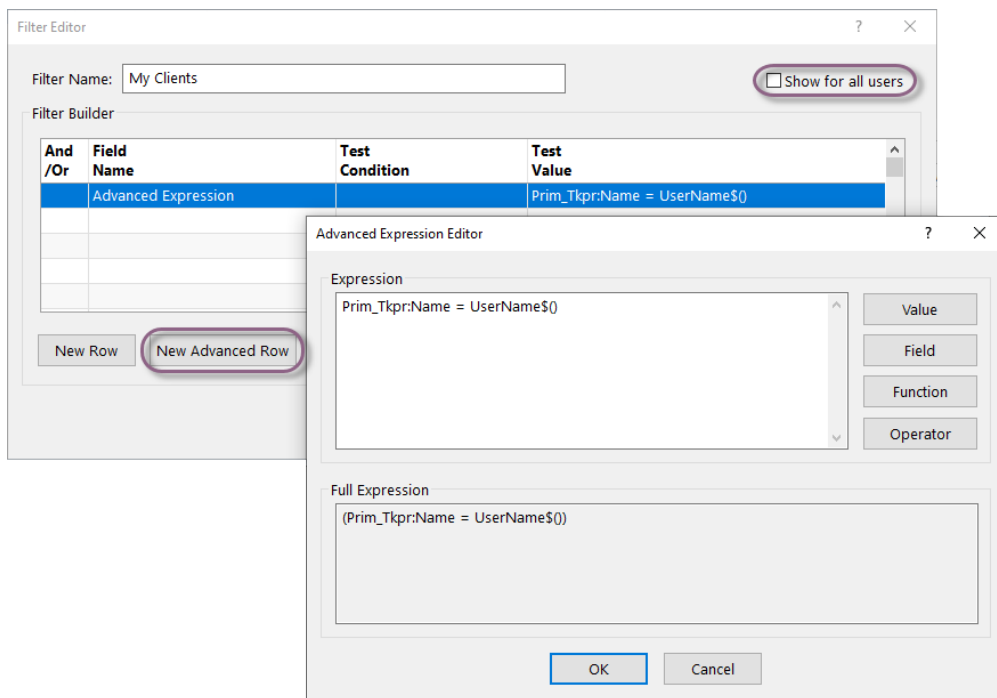 Filter Editor ?
Filter Name: My Clients
Show for all users
Filter Builder
And Field Test Test
/Or Name Condition Value
Advanced Expression Prim_Tkpr:Name = UserName$()
New Row New Advanced Row
Advanced Expression Editor ?
Expression
Prim_Tkpr:Name = UserName$()
Value
Field
Function
Operator
Full Expression
(Prim_Tkpr:Name = UserName$())
OK Cancel